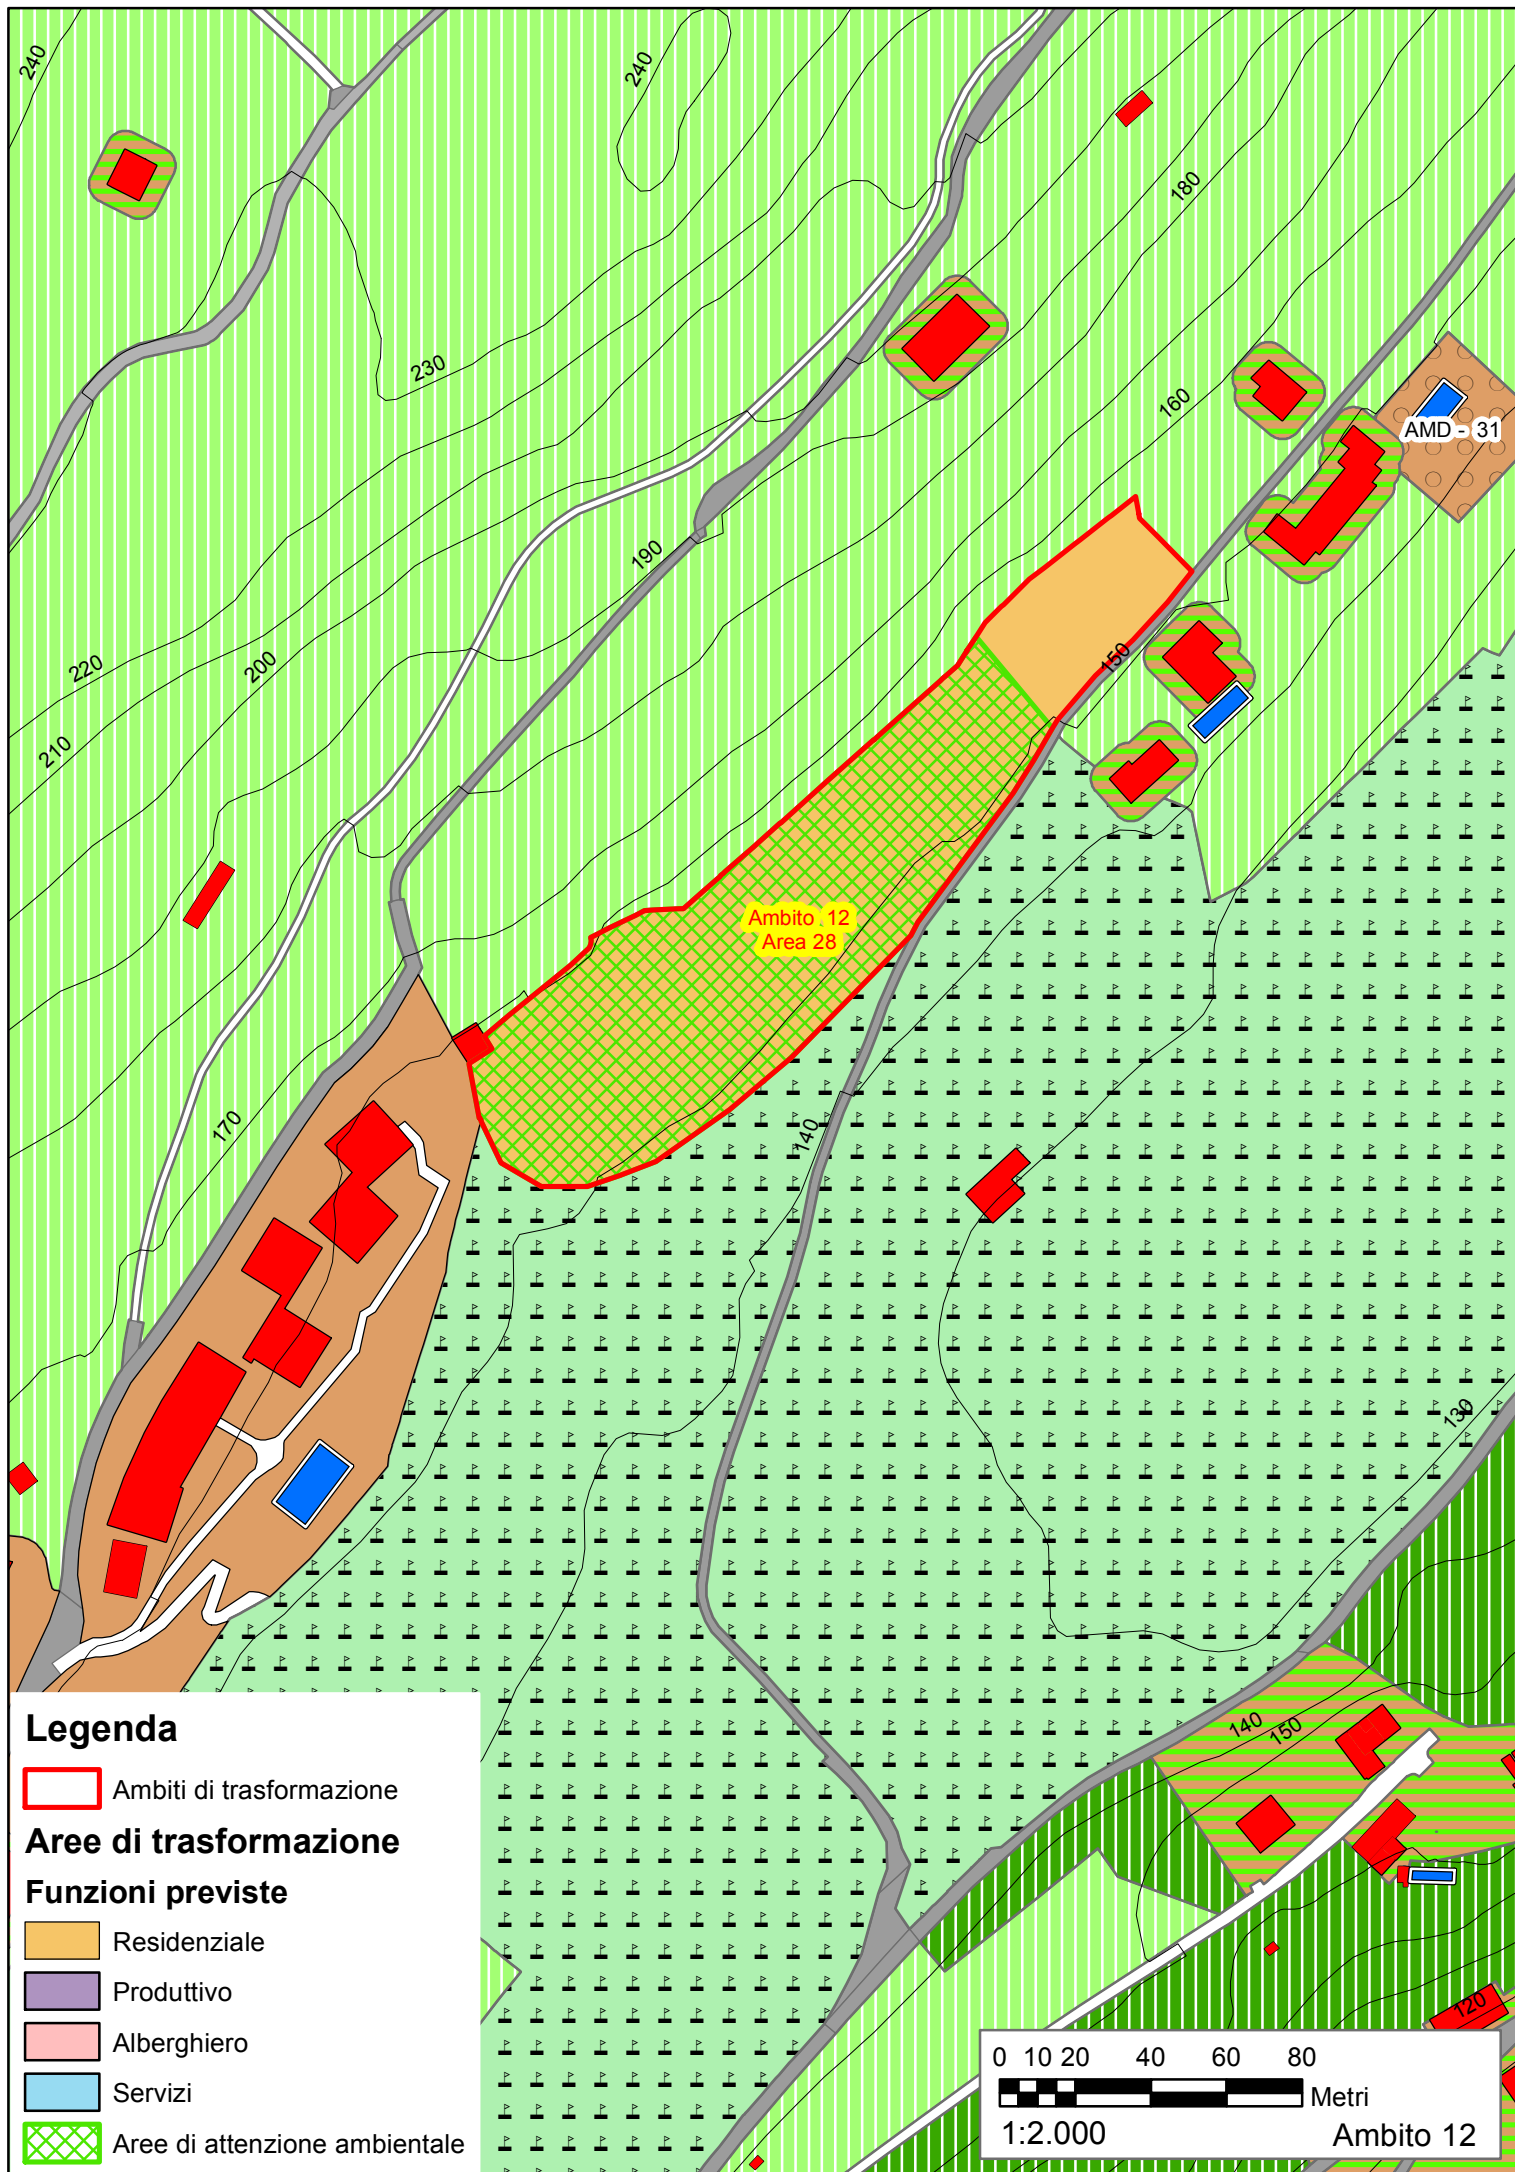 240
240
180
230
160
AMD - 31
190
150
220
200
210
Ambito 12
Area 28
170
140
130
140
150
Legenda
Ambiti di trasformazione
Aree di trasformazione
Funzioni previste
Residenziale
Produttivo
Alberghiero
Servizi
Aree di attenzione ambientale
120
0 10 20 40 60 80
Metri
1:2.000
Ambito 12